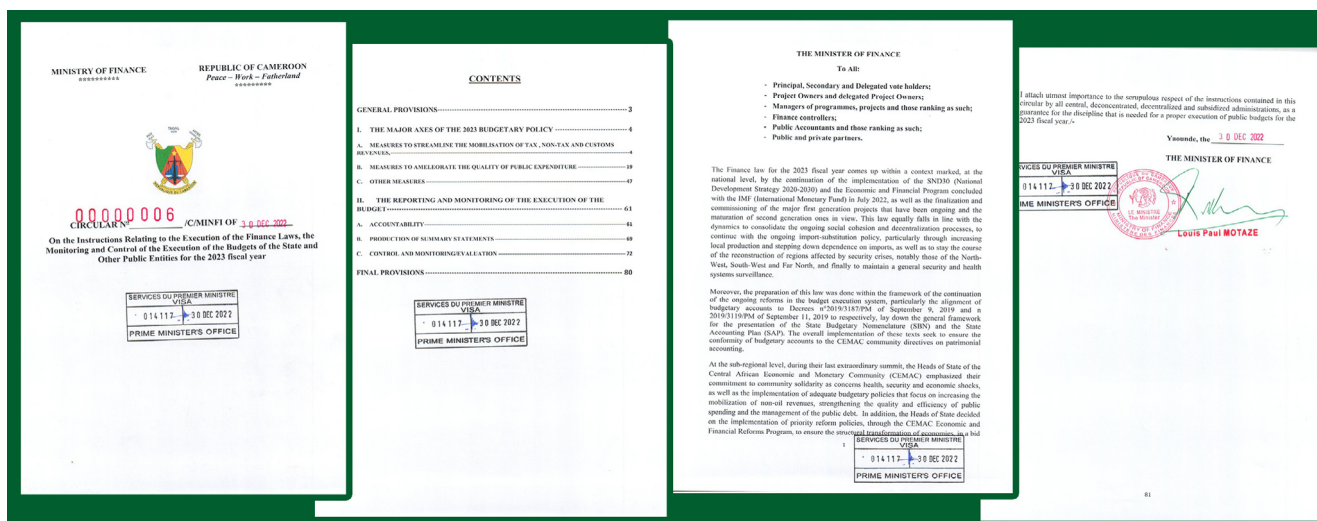 MINISTRY OF FINANCE
**********
REPUBLIC OF CAMEROON
Peace – Work – Fatherland
*********
00000006
CIRCULAR N° /C/MINFI OF 30 DEC 2022
On the Instructions Relating to the Execution of the Finance Laws, the
Monitoring and Control of the Execution of the Budgets of the State and
Other Public Entities for the 2023 fiscal year
SERVICES DU PREMIER MINISTRE
VISA
014117 30 DEC 2022
PRIME MINISTER'S OFFICE
CONTENTS
GENERAL PROVISIONS 3
I. THE MAJOR AXES OF THE 2023 BUDGETARY POLICY 4
A. MEASURES TO STREAMLINE THE MOBILISATION OF TAX , NON-TAX AND CUSTOMS
REVENUES, 4
B. MEASURES TO AMELEORATE THE QUALITY OF PUBLIC EXPENDITURE
C. OTHER MEASURES 47
II. THE REPORTING AND MONITORING OF THE EXECUTION OF THE
BUDGET 61
A. ACCOUNTABILITY 61
B. PRODUCTION OF SUMMARY STATEMENTS
C. CONTROL AND MONITORING/EVALUATION 72
FINAL PROVISIONS 80
SERVICES DU PREMIER MINISTRE
VISA
014117 30 DEC 2022
PRIME MINISTER'S OFFICE
THE MINISTER OF FINANCE
To All:
- Principal, Secondary and Delegated vote holders;
- Project Owners and delegated Project Owners;
- Managers of programmes, projects and those ranking as such;
- Finance controllers;
- Public Accountants and those ranking as such;
- Public and private partners.
The Finance law for the 2023 fiscal year comes up within a context marked, at the
national level, by the continuation of the implementation of the SND30 (National
Development Strategy 2020-2030) and the Economic and Financial Program concluded
with the IMF (International Monetary Fund) in July 2022, as well as the finalization and
commissioning of the major first generation projects that have been ongoing and the
maturation of second generation ones in view. This law equally falls in line with the
dynamics to consolidate the ongoing social cohesion and decentralization processes, to
continue with the ongoing import-substitution policy, particularly through increasing
local production and stepping down dependence on imports, as well as to stay the course
of the reconstruction of regions affected by security crises, notably those of the North-
West, South-West and Far North, and finally to maintain a general security and health
systems surveillance.
Moreover, the preparation of this law was done within the framework of the continuation
of the ongoing reforms in the budget execution system, particularly the alignment of
budgetary accounts to Decrees n°2019/3187/PM of September 9, 2019 and n
2019/3119/PM of September 11, 2019 to respectively, lay down the general framework
for the presentation of the State Budgetary Nomenclature (SBN) and the State
Accounting Plan (SAP). The overall implementation of these texts seek to ensure the
conformity of budgetary accounts to the CEMAC community directives on patrimonial
accounting.
At the sub-regional level, during their last extraordinary summit, the Heads of State of the
Central African Economic and Monetary Community (CEMAC) emphasized their
commitment to community solidarity as concerns health, security and economic shocks,
as well as the implementation of adequate budgetary policies that focus on increasing the
mobilization of non-oil revenues, strengthening the quality and efficiency of public
spending and the management of the public debt. In addition, the Heads of State decided
on the implementation of priority reform policies, through the CEMAC Economic and
Financial Reforms Program, to ensure the structural transformation of economies, in a bid
1
SERVICES DU PREMIER MINISTRE
VISA
014117 30 DEC 2022
PRIME MINISTER'S OFFICE
I attach utmost importance to the scrupulous respect of the instructions contained in this
circular by all central, deconcentrated, decentralized and subsidized administrations, as a
guarantee for the discipline that is needed for a proper execution of public budgets for the
2023 fiscal year./-
Yaounde, the 30 DEC 2022
THE MINISTER OF FINANCE
VICES DU PREMIER MINISTRE
VISA
014117 30 DEC 2022
IME MINISTER'S OFFICE
LE MINISTRE
The Minister
Louis Paul MOTAZE
81